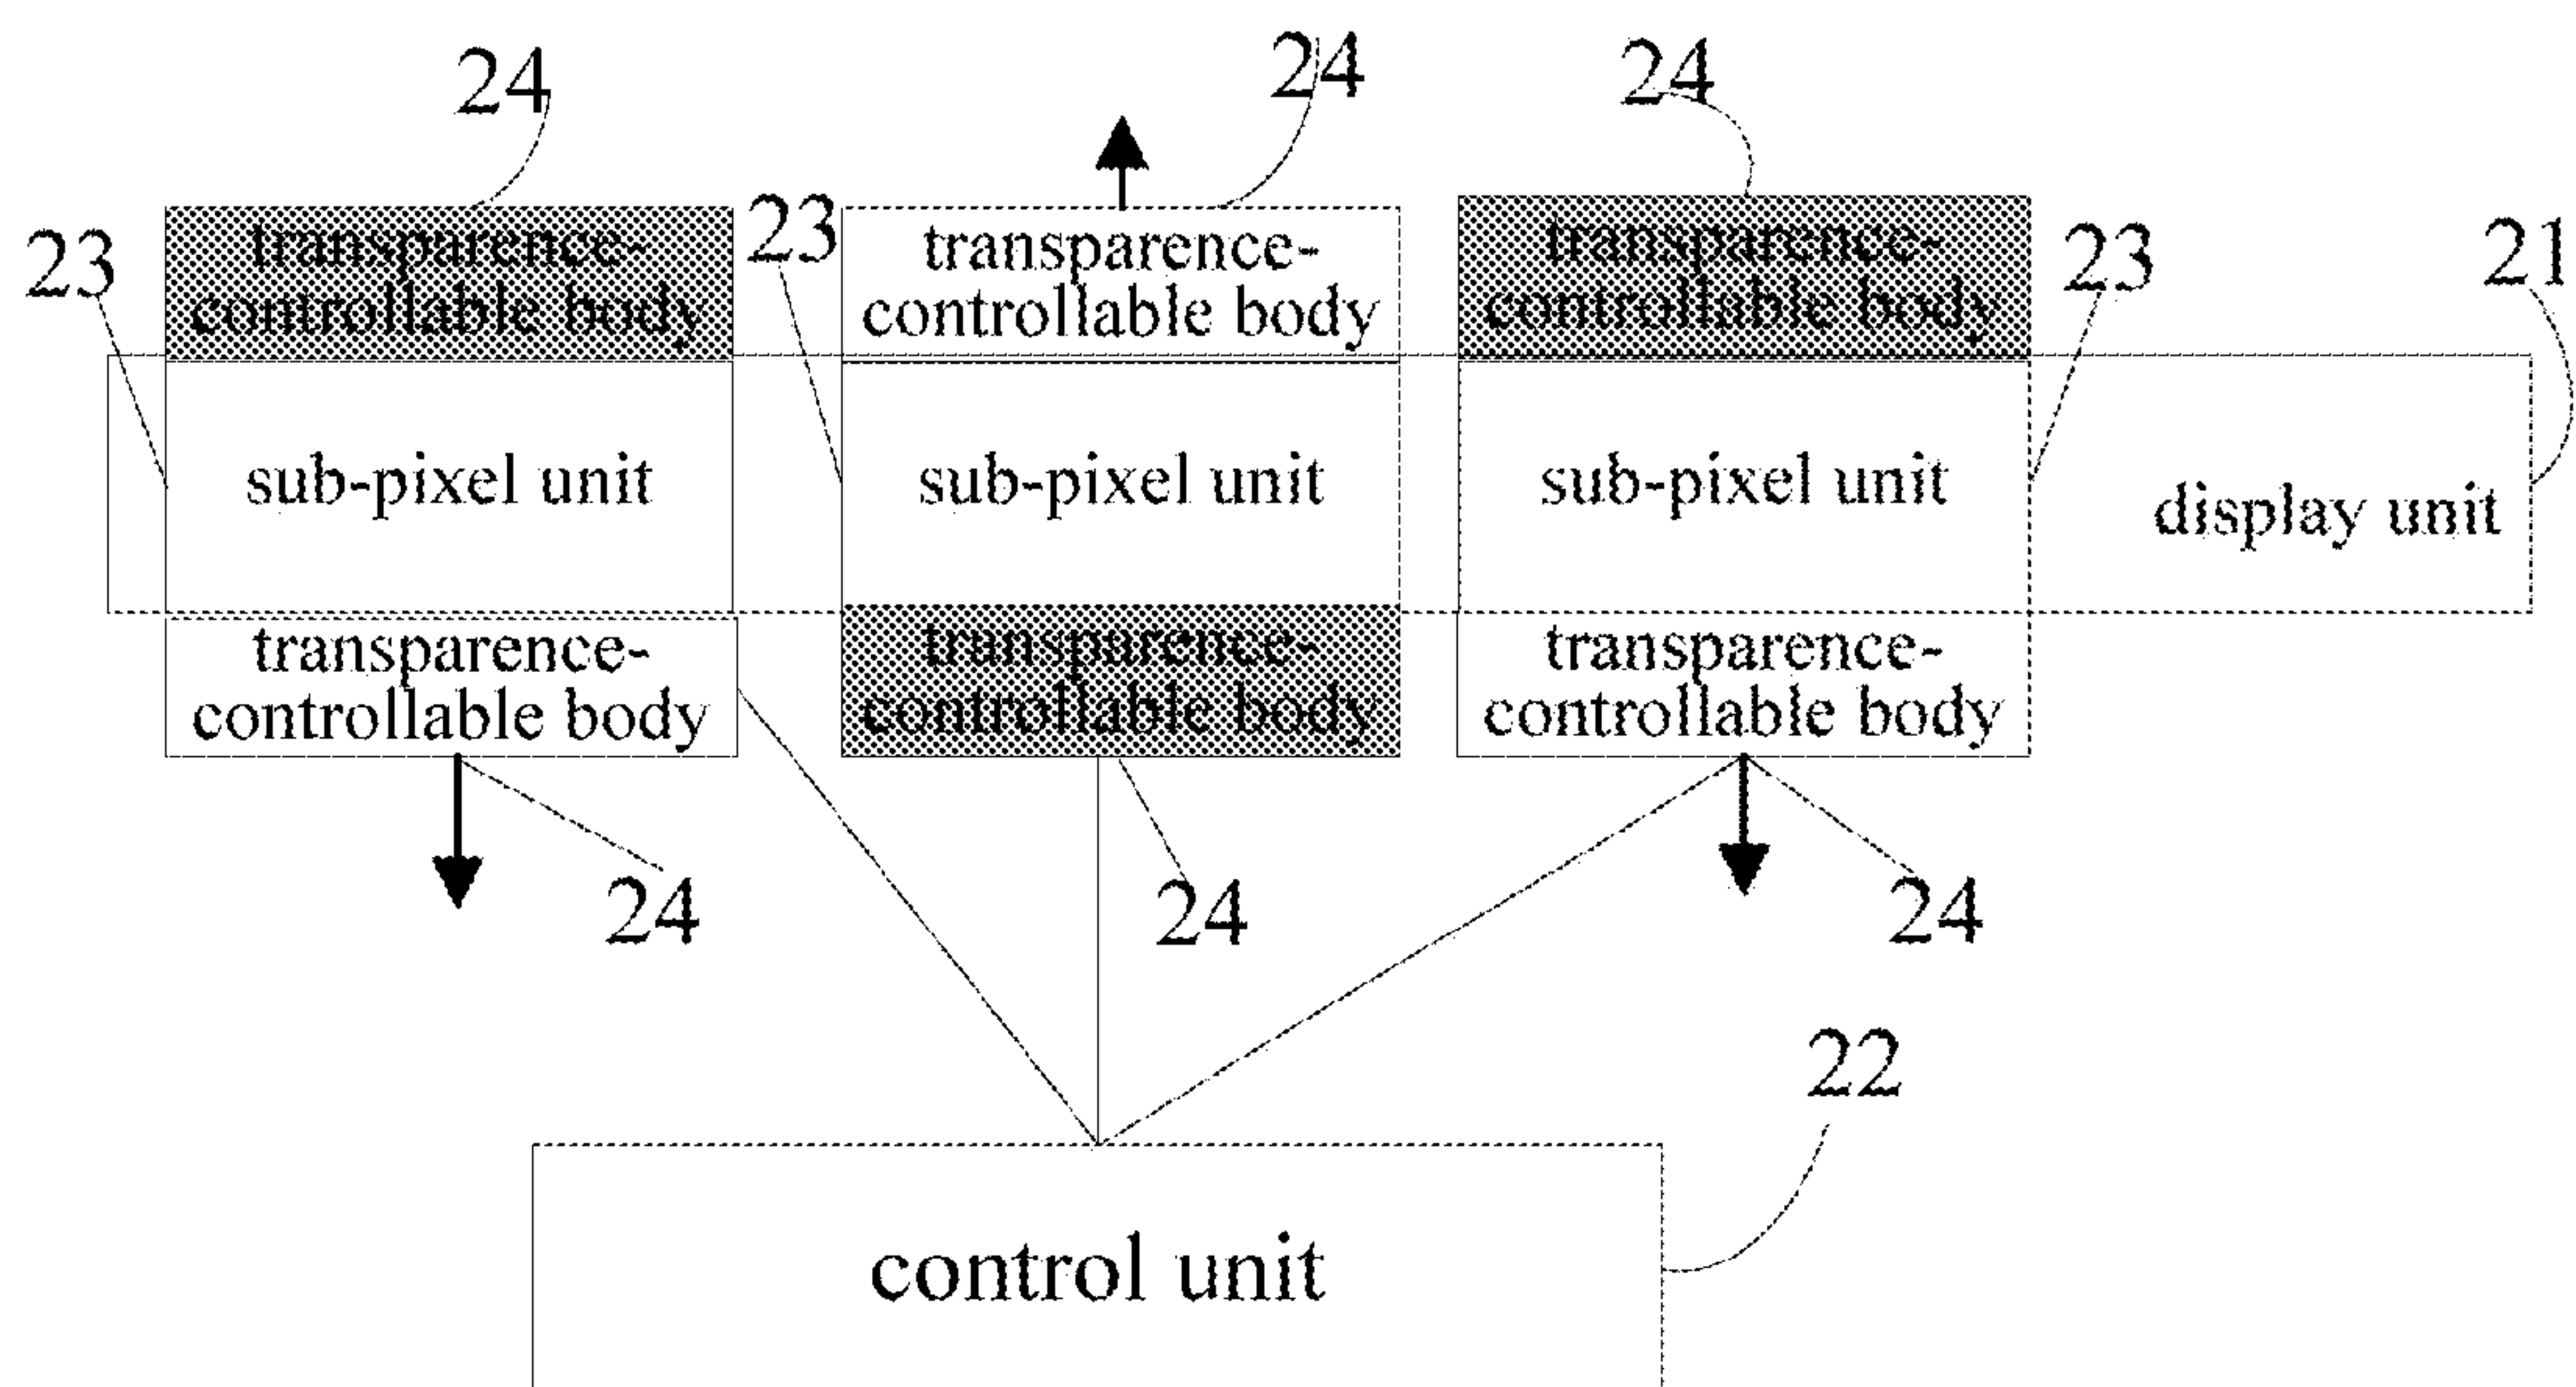 24 24 24
23 transparence- 23 transparence- transparence- 23 21
controllable body controllable body controllable body
sub-pixel unit sub-pixel unit sub-pixel unit display unit
transparence- transparence- transparence-
controllable body controllable body controllable body
24 24 24
22
control unit